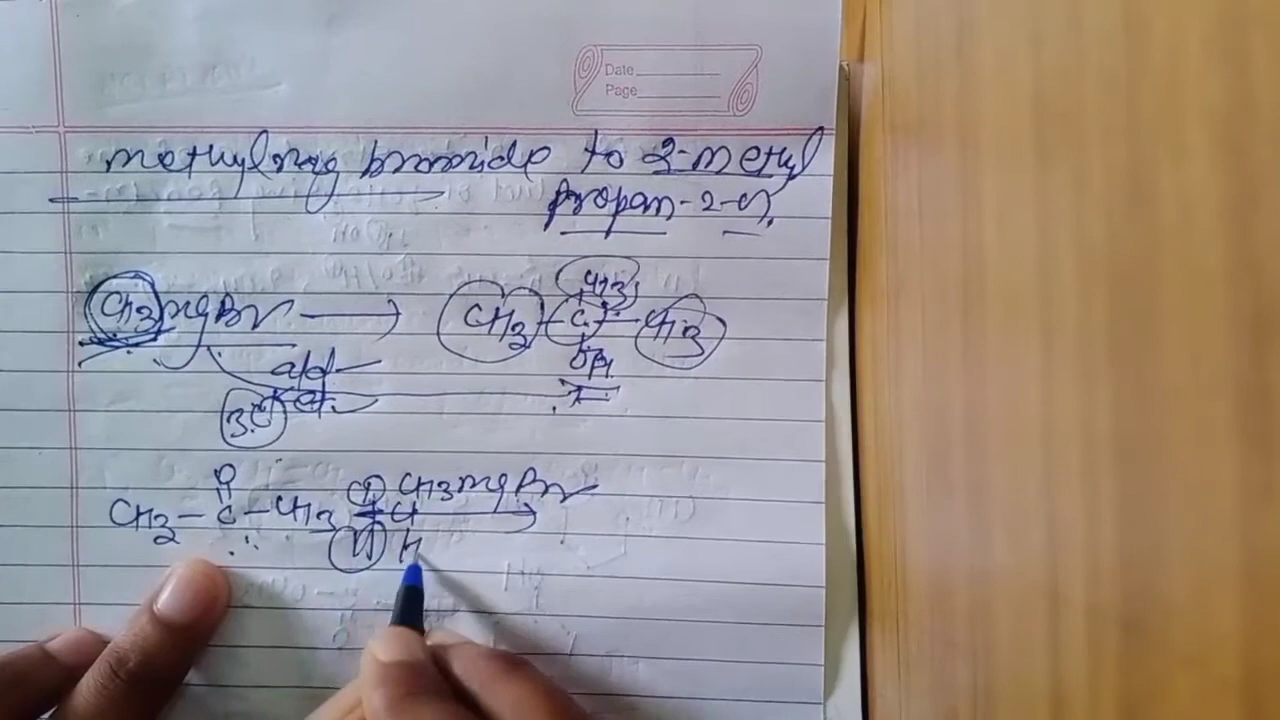 Date
Page
methylmag bromide to 2-methyl
propan-2-ol.
CH3MgBr → CH3-C-CH3
CH3
OH
ald-
ket.
3°
O
CH3-C-CH3 CH3MgBr
H